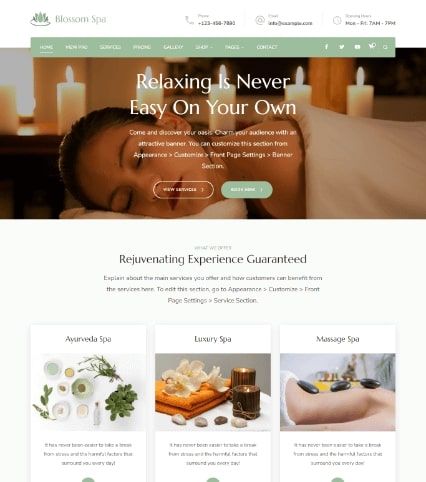 Blossom Spa
Phone
+123-456-7890
Email
info@example.com
Opening Hours
Mon - Fri: 7AM - 7PM
HOME
SERVICES
PRICING
GALLERY
SHOP
PAGES
CONTACT
Relaxing Is Never
Easy On Your Own
Come and discover your oasis. Charm your audience with an
attractive banner. You can customize this section from
Appearance > Customize > Front Page Settings > Banner
Section.
VIEW SERVICES
BOOK NOW
WHAT WE OFFER
Rejuvenating Experience Guaranteed
Explain about the main services you offer and how customers can benefit from
the services here. To edit this section, go to Appearance > Customize > Front
Page Settings > Service Section.
Ayurveda Spa
Luxury Spa
Massage Spa
It has never been easier to take a break
from stress and the harmful factors that
surround you every day!
It has never been easier to take a break
from stress and the harmful factors that
surround you every day!
It has never been easier to take a break
from stress and the harmful factors that
surround you every day!